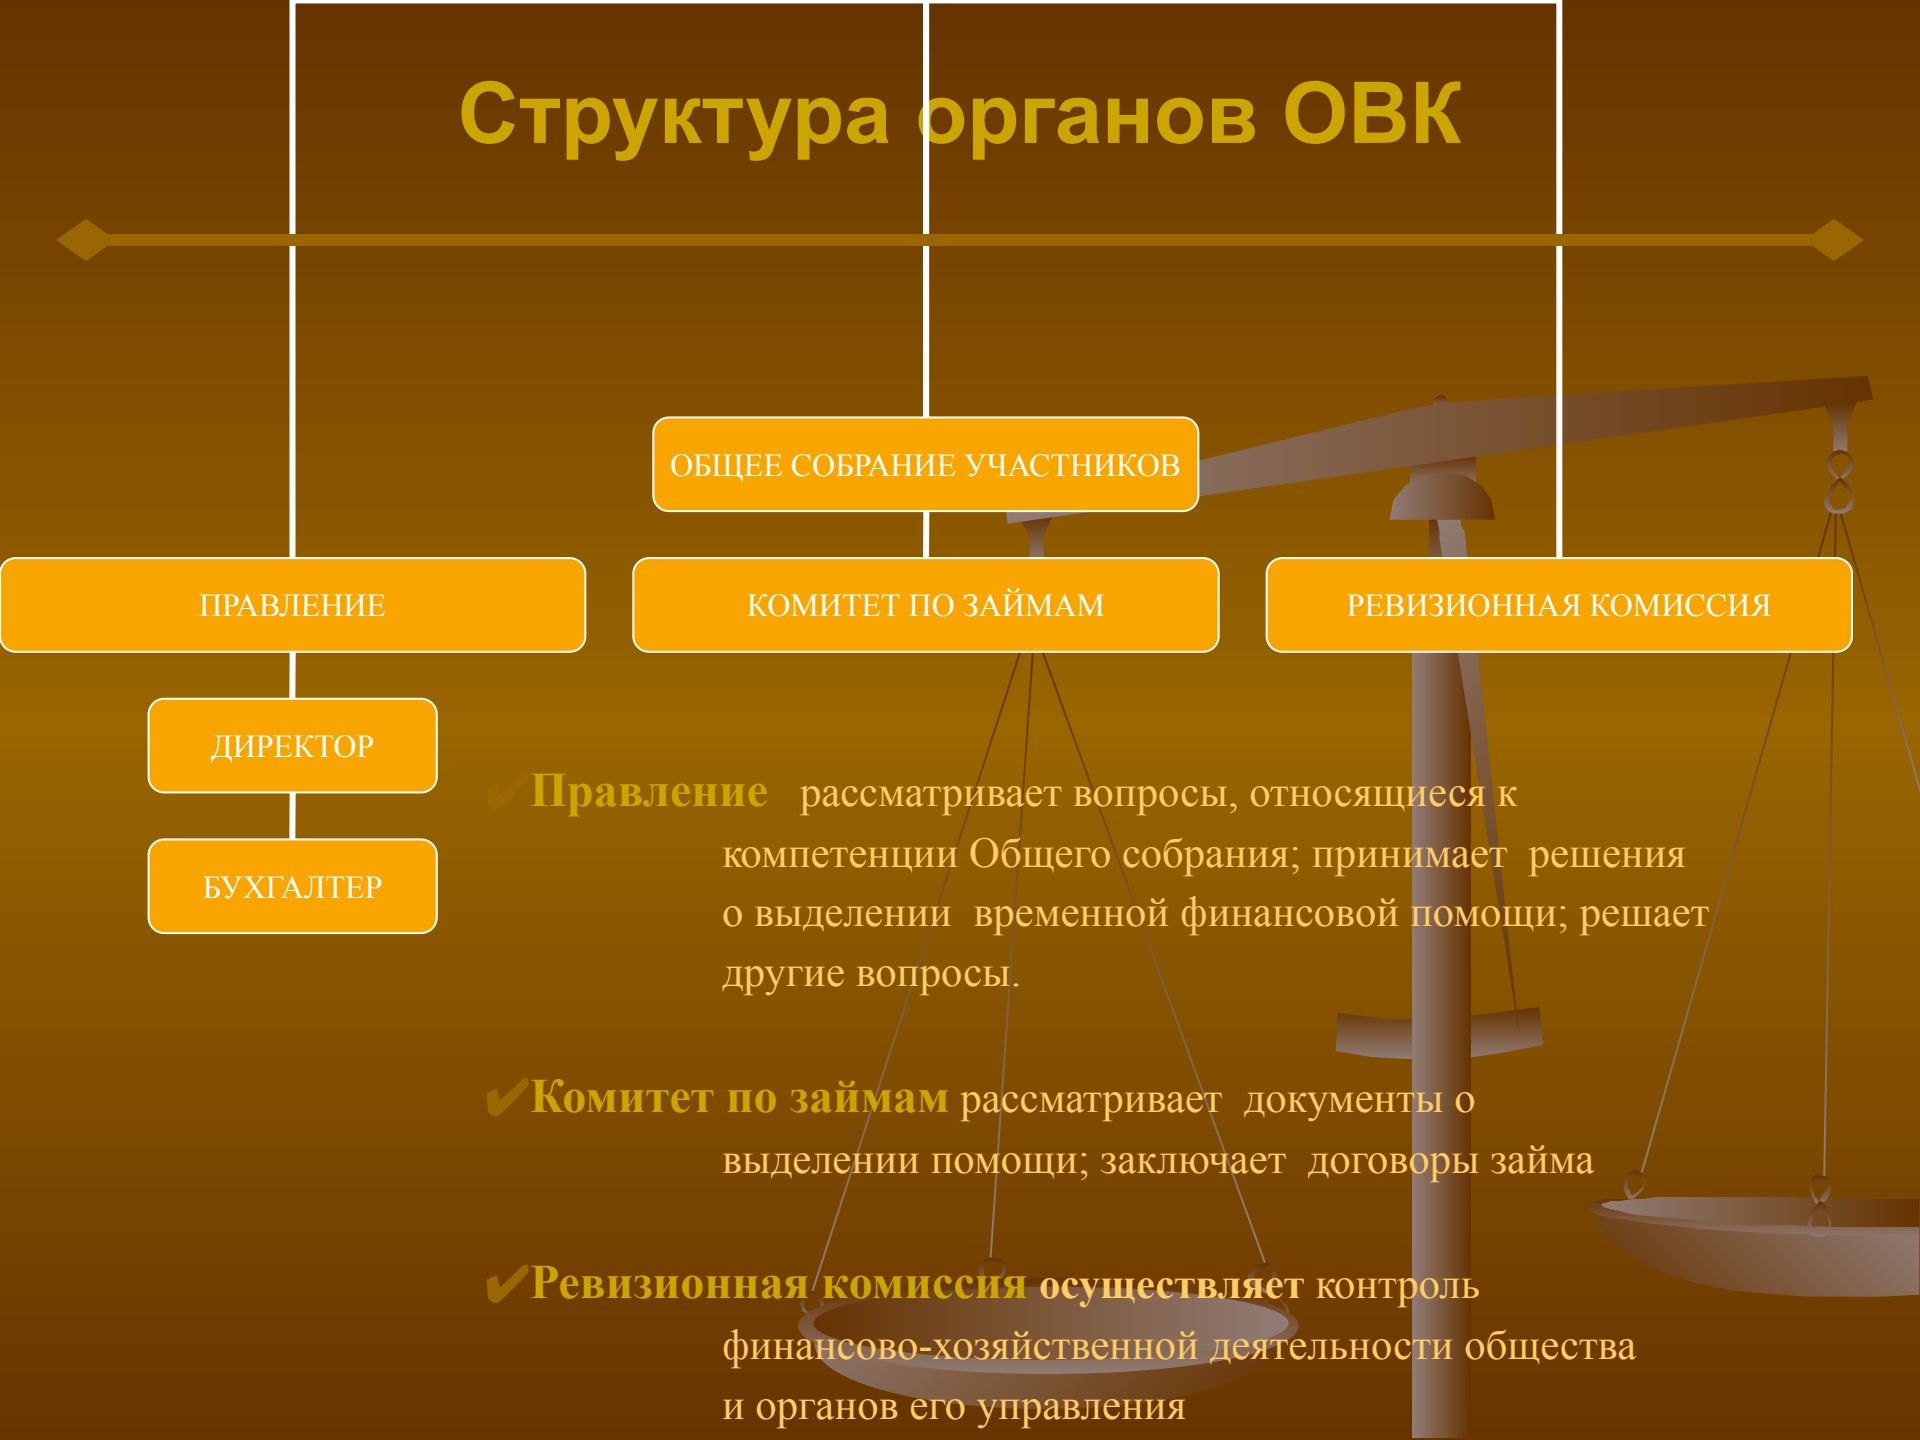 Структура органов ОВК
ОБЩЕЕ СОБРАНИЕ УЧАСТНИКОВ
ПРАВЛЕНИЕ
КОМИТЕТ ПО ЗАЙМАМ
РЕВИЗИОННАЯ КОМИССИЯ
ДИРЕКТОР
БУХГАЛТЕР
✔Правление рассматривает вопросы, относящиеся к
компетенции Общего собрания; принимает решения
о выделении временной финансовой помощи; решает
другие вопросы.
✔Комитет по займам рассматривает документы о
выделении помощи; заключает договоры займа
✔Ревизионная комиссия осуществляет контроль
финансово-хозяйственной деятельности общества
и органов его управления